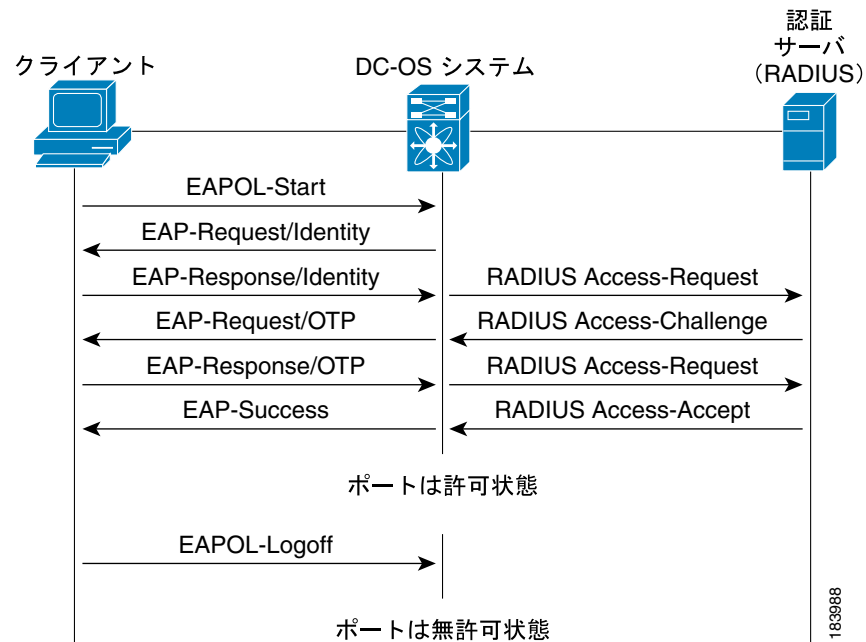 クライアント
DC-OS システム
認証
サーバ
（RADIUS）
EAPOL-Start
EAP-Request/Identity
EAP-Response/Identity
RADIUS Access-Request
EAP-Request/OTP
RADIUS Access-Challenge
EAP-Response/OTP
RADIUS Access-Request
EAP-Success
RADIUS Access-Accept
ポートは許可状態
EAPOL-Logoff
ポートは無許可状態
183988